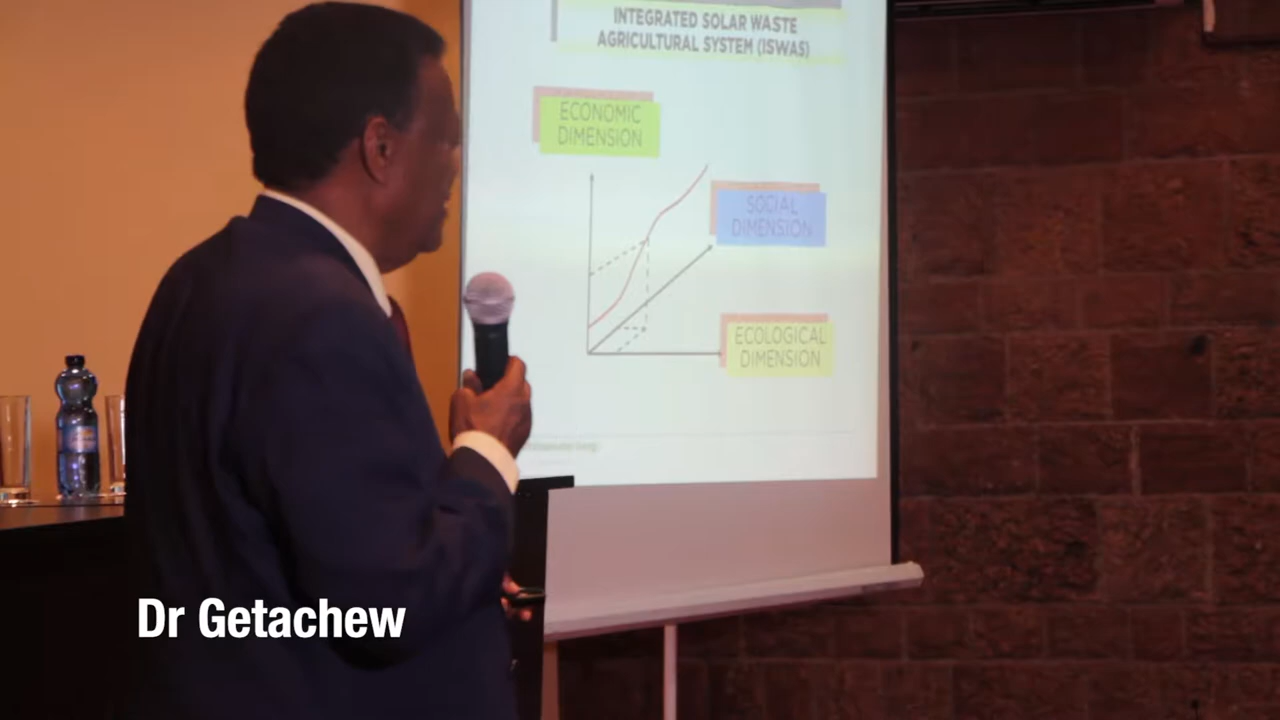 INTEGRATED SOLAR WASTE
AGRICULTURAL SYSTEM (ISWAS)
ECONOMIC
DIMENSION
SOCIAL
DIMENSION
ECOLOGICAL
DIMENSION
Dr Getachew